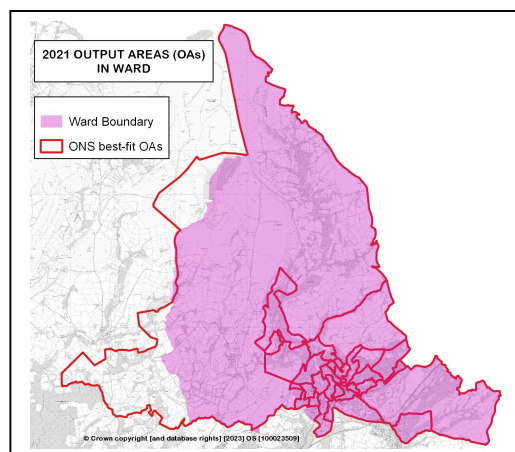 2021 OUTPUT AREAS (OAs)
IN WARD
Ward Boundary
ONS best-fit OAs
© Crown copyright [and database rights] [2023] OS [100023509]